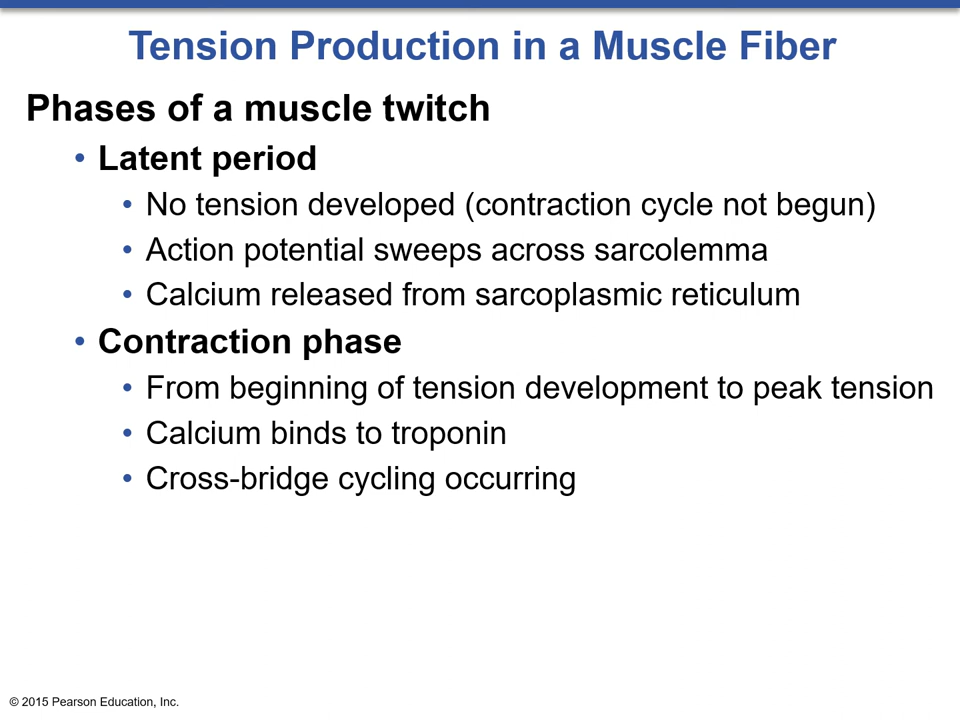 Tension Production in a Muscle Fiber
Phases of a muscle twitch
• Latent period
• No tension developed (contraction cycle not begun)
• Action potential sweeps across sarcolemma
• Calcium released from sarcoplasmic reticulum
• Contraction phase
• From beginning of tension development to peak tension
• Calcium binds to troponin
• Cross-bridge cycling occurring
© 2015 Pearson Education, Inc.